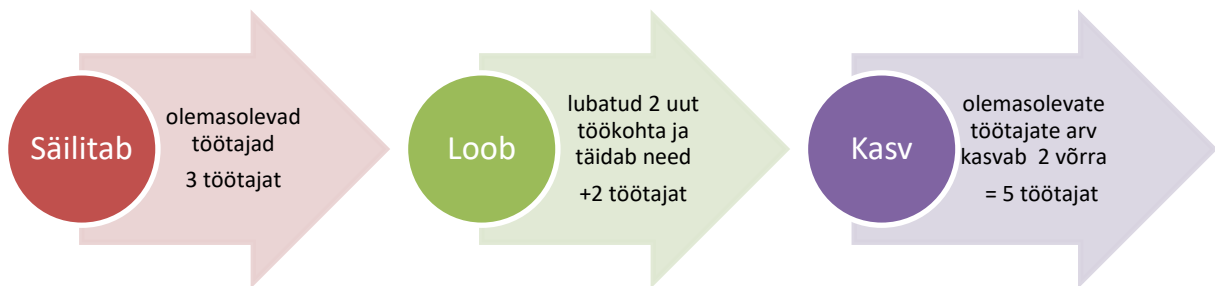 Säilitab
olemasolevad
töötajad
3 töötajat
Loob
lubatud 2 uut
töökohta ja
täidab need
+2 töötajat
Kasv
olemasolevate
töötajate arv
kasvab 2 võrra
= 5 töötajat